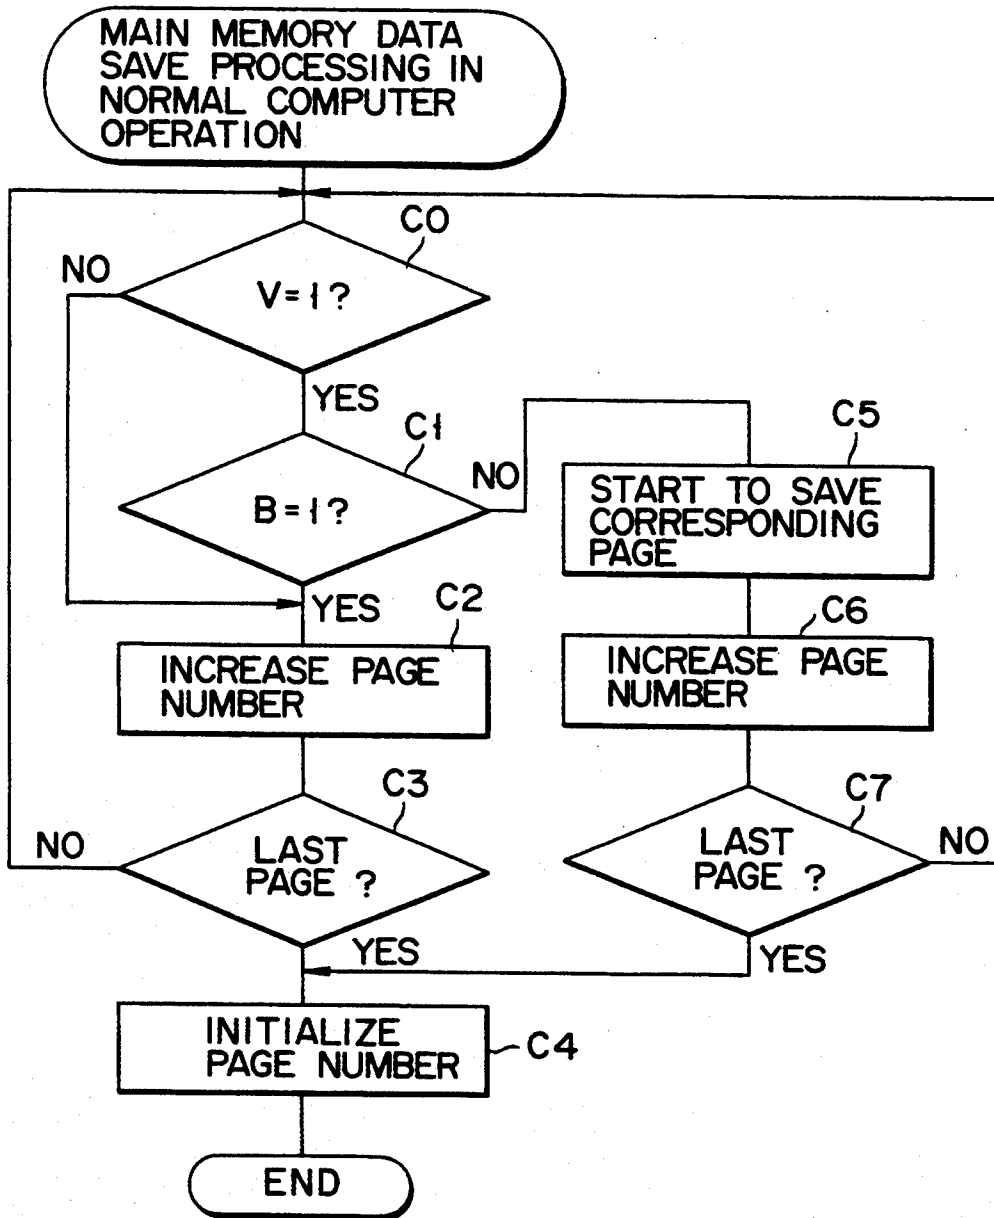 MAIN MEMORY DATA
SAVE PROCESSING IN
NORMAL COMPUTER
OPERATION
C0
NO
V=1?
YES
C1
NO
B=1?
YES
C5
START TO SAVE
CORRESPONDING
PAGE
C2
INCREASE PAGE
NUMBER
C6
INCREASE PAGE
NUMBER
C3
NO
LAST
PAGE ?
YES
C7
NO
LAST
PAGE ?
YES
INITIALIZE
PAGE NUMBER
C4
END